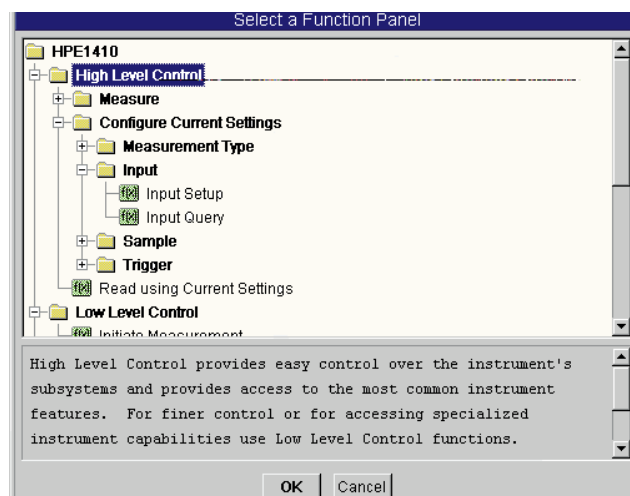 Select a Function Panel
HPE1410
High Level Control
Measure
Configure Current Settings
Measurement Type
Input
Input Setup
Input Query
Sample
Trigger
Read using Current Settings
Low Level Control
Initiate Measurement
High Level Control provides easy control over the instrument's
subsystems and provides access to the most common instrument
features. For finer control or for accessing specialized
instrument capabilities use Low Level Control functions.
OK Cancel